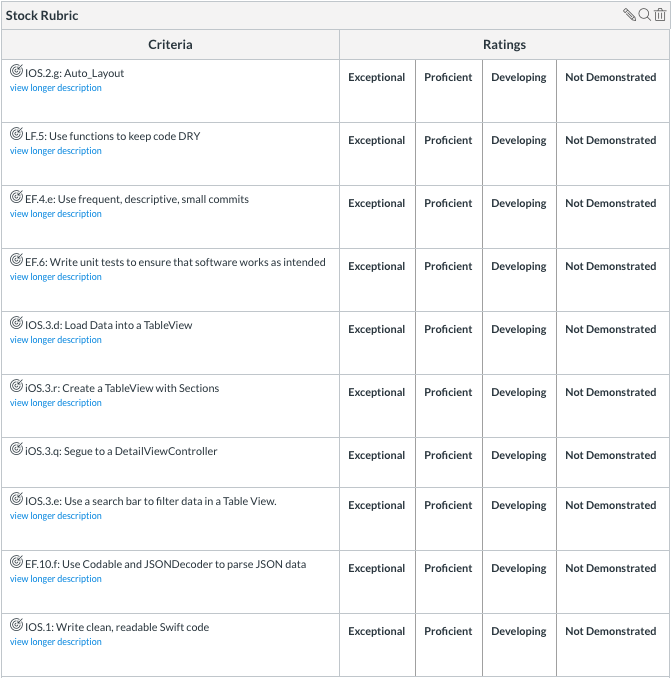 Stock Rubric
Criteria Ratings
IOS.2.g: Auto_Layout
view longer description
Exceptional Proficient Developing Not Demonstrated
LF.5: Use functions to keep code DRY
view longer description
Exceptional Proficient Developing Not Demonstrated
EF.4.e: Use frequent, descriptive, small commits
view longer description
Exceptional Proficient Developing Not Demonstrated
EF.6: Write unit tests to ensure that software works as intended
view longer description
Exceptional Proficient Developing Not Demonstrated
IOS.3.d: Load Data into a TableView
view longer description
Exceptional Proficient Developing Not Demonstrated
iOS.3.r: Create a TableView with Sections
view longer description
Exceptional Proficient Developing Not Demonstrated
iOS.3.q: Segue to a DetailViewController
Exceptional Proficient Developing Not Demonstrated
iOS.3.e: Use a search bar to filter data in a Table View.
view longer description
Exceptional Proficient Developing Not Demonstrated
EF.10.f: Use Codable and JSONDecoder to parse JSON data
view longer description
Exceptional Proficient Developing Not Demonstrated
IOS.1: Write clean, readable Swift code
view longer description
Exceptional Proficient Developing Not Demonstrated